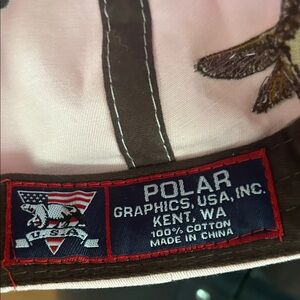 U.S.A.
POLAR
GRAPHICS, USA, INC.
KENT, WA
100% COTTON
MADE IN CHINA